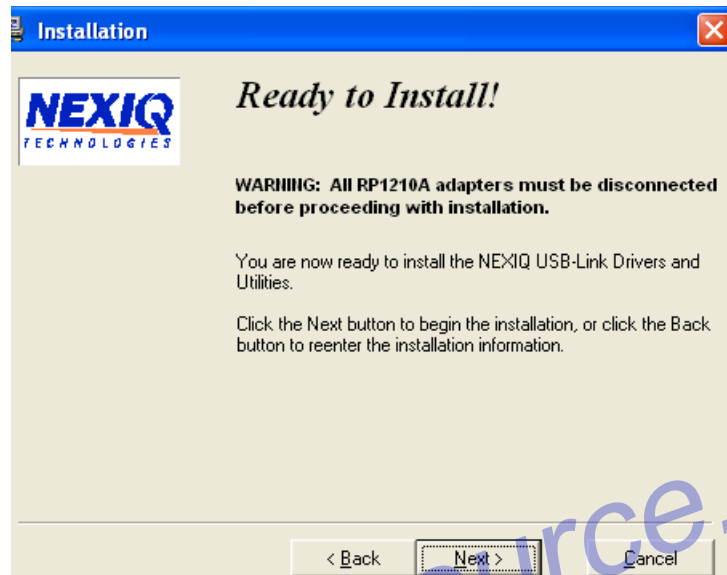 Installation
NEXIQ
TECHNOLOGIES
Ready to Install!
WARNING: All RP1210A adapters must be disconnected
before proceeding with installation.
You are now ready to install the NEXIQ USB-Link Drivers and
Utilities.
Click the Next button to begin the installation, or click the Back
button to reenter the installation information.
< Back
Next >
Cancel